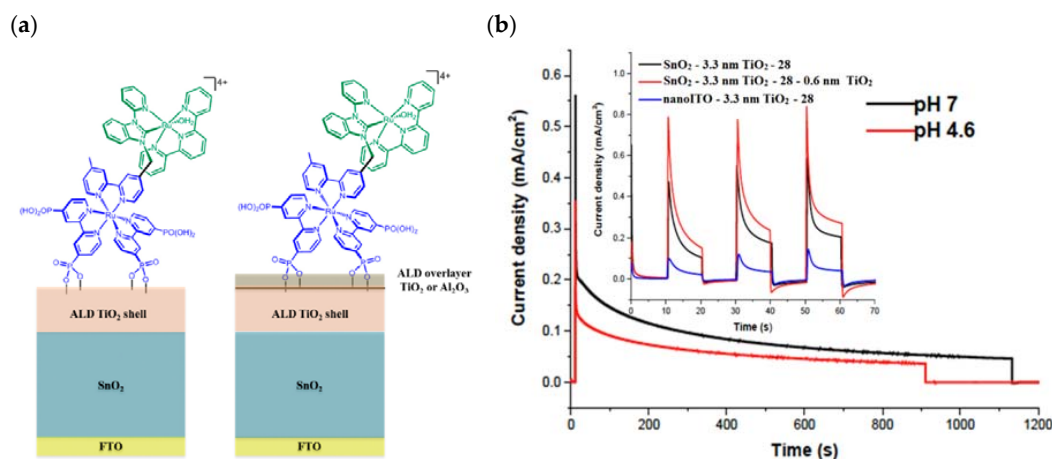 (a)
4+
N
N
N
N
Ru
OH₂
N
N
N
(HO)₂OP
N
N
Ru
N
N
N
N
PO(OH)₂
O
P
O
O
P
O
O
O
ALD TiO₂ shell
SnO₂
FTO
4+
N
N
N
N
Ru
OH₂
N
N
N
(HO)₂OP
N
N
Ru
N
N
N
N
PO(OH)₂
O
P
O
O
P
O
O
O
ALD overlayer
TiO₂ or Al₂O₃
ALD TiO₂ shell
SnO₂
FTO
(b)
Current density (mA/cm²)
0.6
0.5
0.4
0.3
0.2
0.1
0.0
0
200
400
600
800
1000
1200
Time (s)
pH 7
pH 4.6
Current density (mA/cm²)
1.0
0.8
0.6
0.4
0.2
0.0
0
10
20
30
40
50
60
70
Time (s)
SnO₂ - 3.3 nm TiO₂ - 28
SnO₂ - 3.3 nm TiO₂ - 28 - 0.6 nm TiO₂
nanoITO - 3.3 nm TiO₂ - 28